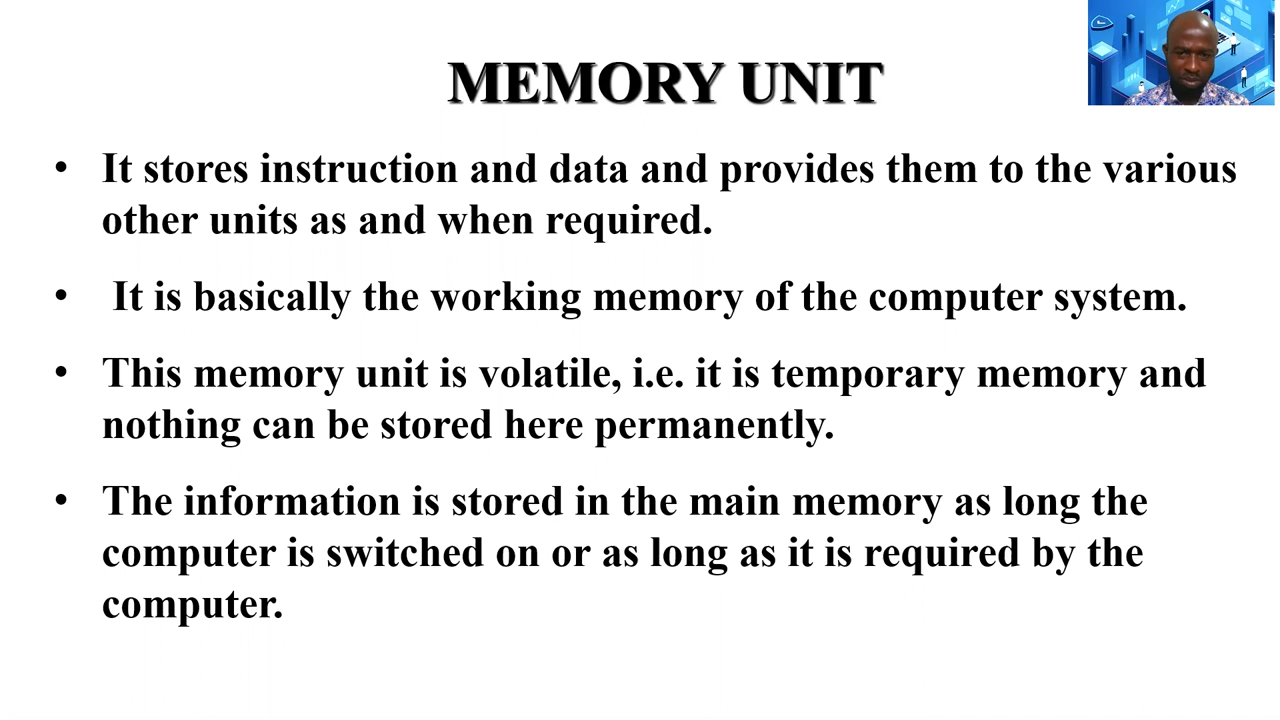 MEMORY UNIT
• It stores instruction and data and provides them to the various
other units as and when required.
• It is basically the working memory of the computer system.
• This memory unit is volatile, i.e. it is temporary memory and
nothing can be stored here permanently.
• The information is stored in the main memory as long the
computer is switched on or as long as it is required by the
computer.